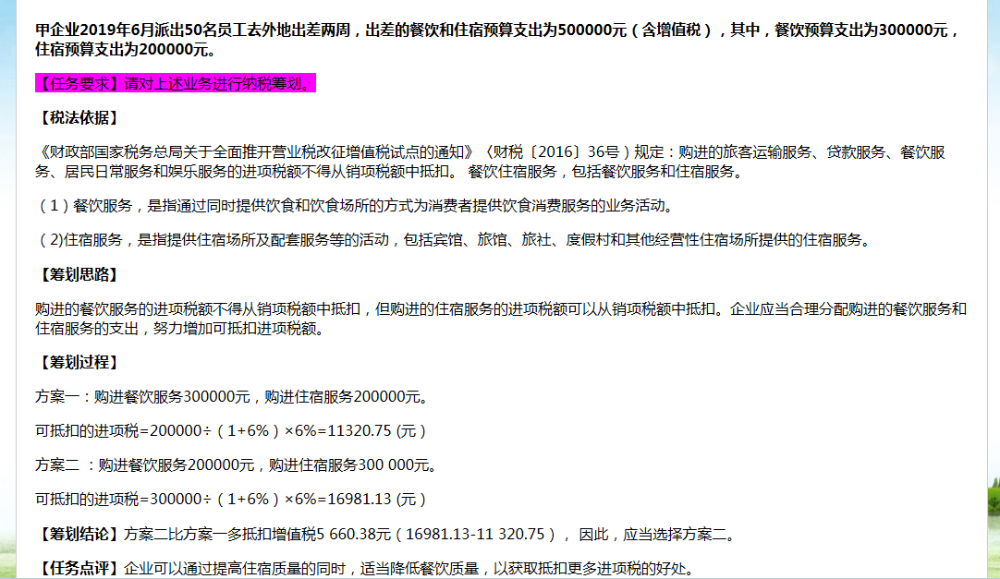 甲企业2019年6月派出50名员工去外地出差两周，出差的餐饮和住宿预算支出为500000元（含增值税），其中，餐饮预算支出为300000元，
住宿预算支出为200000元。
【任务要求】请对上述业务进行纳税筹划。
【税法依据】
《财政部国家税务总局关于全面推开营业税改征增值税试点的通知》〈财税〔2016〕36号）规定：购进的旅客运输服务、贷款服务、餐饮服
务、居民日常服务和娱乐服务的进项税额不得从销项税额中抵扣。 餐饮住宿服务，包括餐饮服务和住宿服务。
（1）餐饮服务，是指通过同时提供饮食和饮食场所的方式为消费者提供饮食消费服务的业务活动。
（2)住宿服务，是指提供住宿场所及配套服务等的活动，包括宾馆、旅馆、旅社、度假村和其他经营性住宿场所提供的住宿服务。
【筹划思路】
购进的餐饮服务的进项税额不得从销项税额中抵扣，但购进的住宿服务的进项税额可以从销项税额中抵扣。企业应当合理分配购进的餐饮服务和
住宿服务的支出，努力增加可抵扣进项税额。
【筹划过程】
方案一：购进餐饮服务300000元，购进住宿服务200000元。
可抵扣的进项税=200000÷（1+6%）×6%=11320.75 (元）
方案二 ：购进餐饮服务200000元，购进住宿服务300 000元。
可抵扣的进项税=300000÷（1+6%）×6%=16981.13 (元）
【筹划结论】方案二比方案一多抵扣增值税5 660.38元（16981.13-11 320.75）， 因此，应当选择方案二。
【任务点评】企业可以通过提高住宿质量的同时，适当降低餐饮质量，以获取抵扣更多进项税的好处。